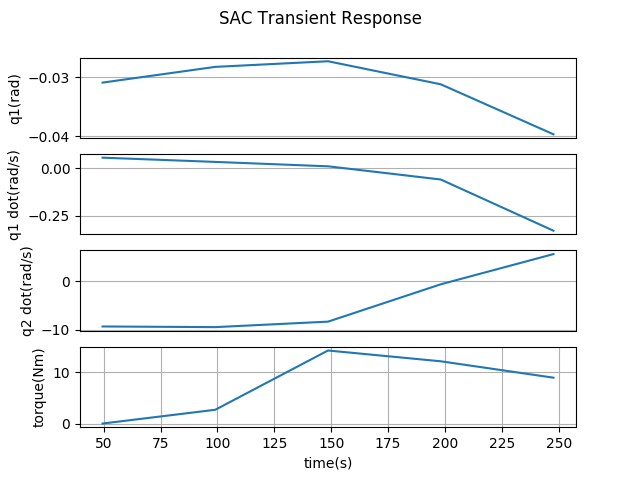 SAC Transient Response
q1(rad)
−0.03
−0.04
q1 dot(rad/s)
0.00
−0.25
q2 dot(rad/s)
0
−10
torque(Nm)
10
0
50 75 100 125 150 175 200 225 250
time(s)